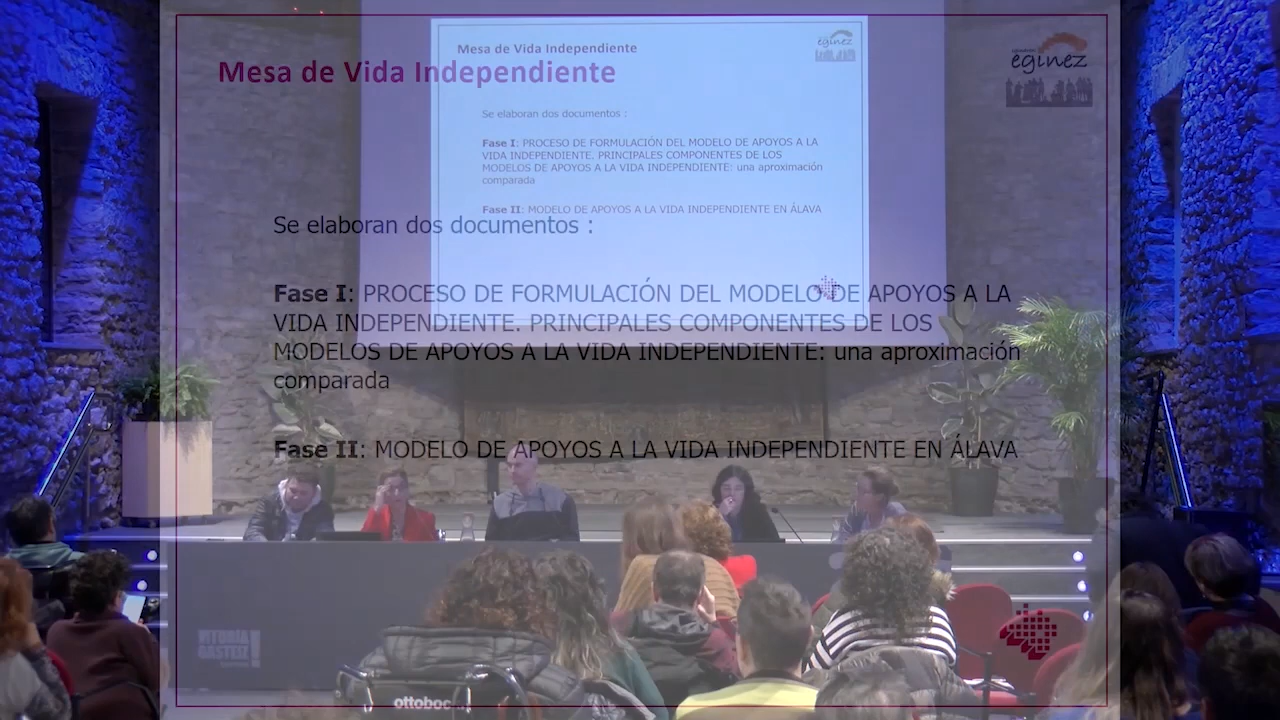 Mesa de Vida Independiente
eginez
Se elaboran dos documentos :
Fase I: PROCESO DE FORMULACIÓN DEL MODELO DE APOYOS A LA
VIDA INDEPENDIENTE. PRINCIPALES COMPONENTES DE LOS
MODELOS DE APOYOS A LA VIDA INDEPENDIENTE: una aproximación
comparada
Fase II: MODELO DE APOYOS A LA VIDA INDEPENDIENTE EN ÁLAVA
Mesa de Vida Independiente
eginez
Se elaboran dos documentos :
Fase I: PROCESO DE FORMULACIÓN DEL MODELO DE APOYOS A LA
VIDA INDEPENDIENTE. PRINCIPALES COMPONENTES DE LOS
MODELOS DE APOYOS A LA VIDA INDEPENDIENTE: una aproximación
comparada
Fase II: MODELO DE APOYOS A LA VIDA INDEPENDIENTE EN ÁLAVA
VITORIA
GASTEIZ
ottoboc